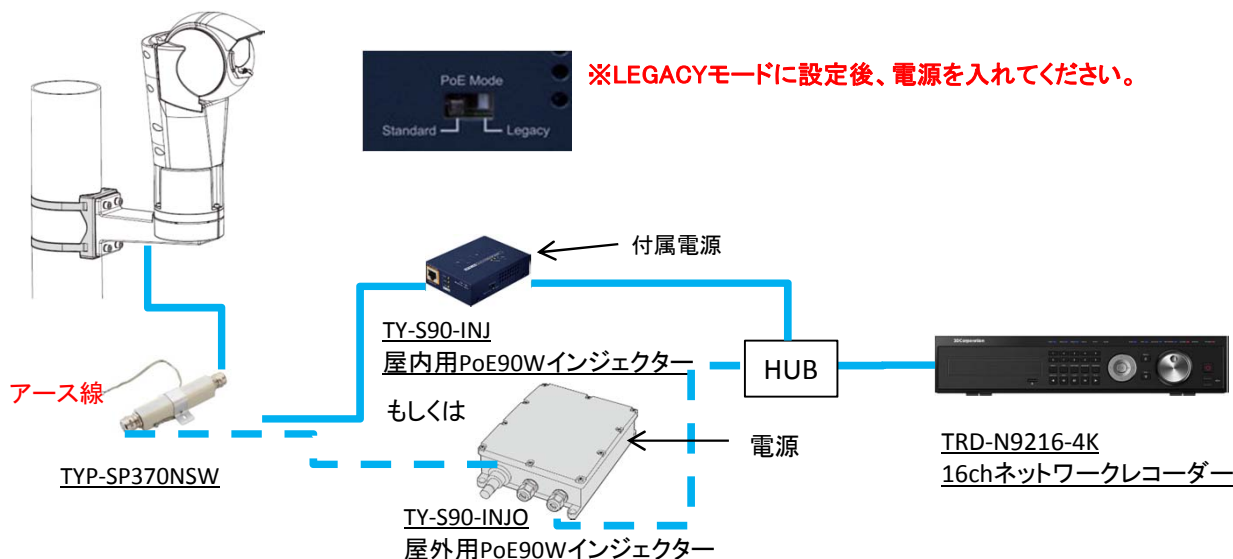 PoE Mode
Standard
Legacy
※LEGACYモードに設定後、電源を入れてください。
付属電源
TY-S90-INJ
屋内用PoE90Wインジェクター
HUB
アース線
もしくは
電源
TYP-SP370NSW
TY-S90-INJO
屋外用PoE90Wインジェクター
TRD-N9216-4K
16chネットワークレコーダー